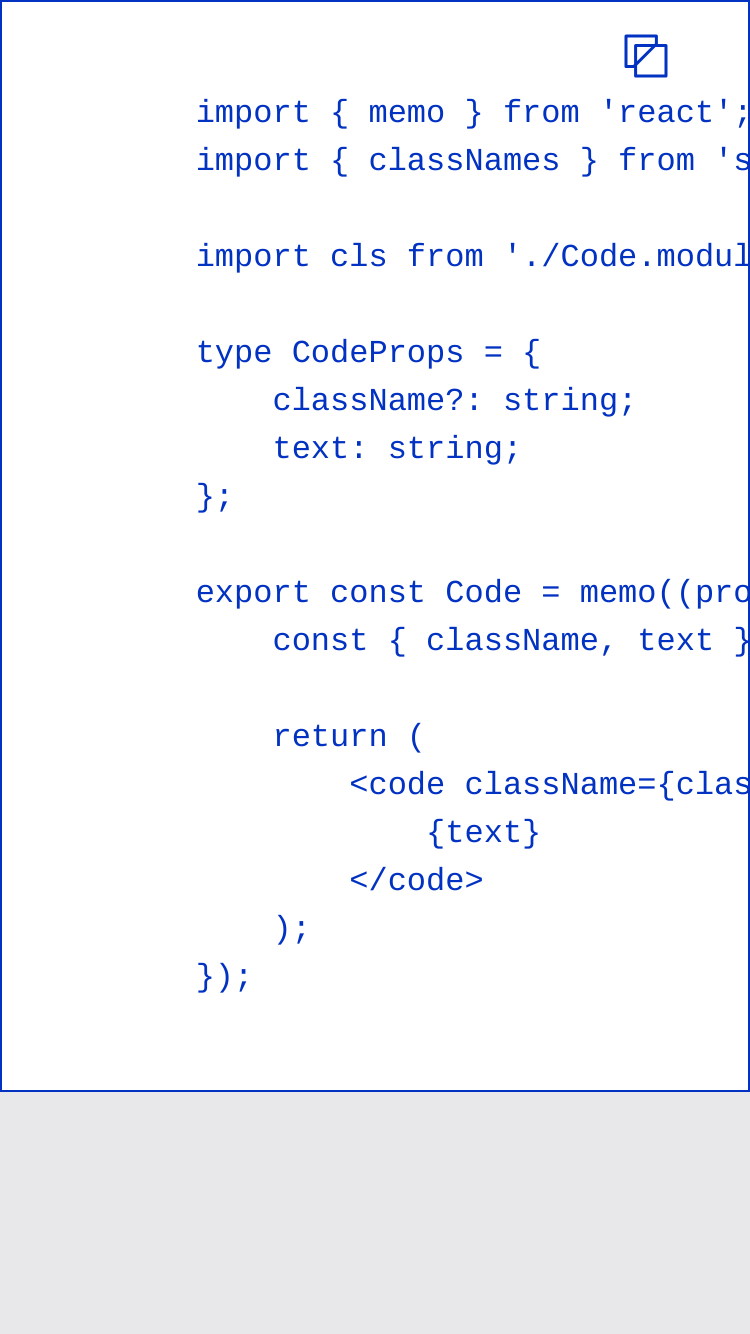 import { memo } from 'react';
import { classNames } from 's
import cls from './Code.modul
type CodeProps = {
    className?: string;
    text: string;
};
export const Code = memo((pro
    const { className, text }
    return (
        <code className={clas
            {text}
        </code>
    );
});